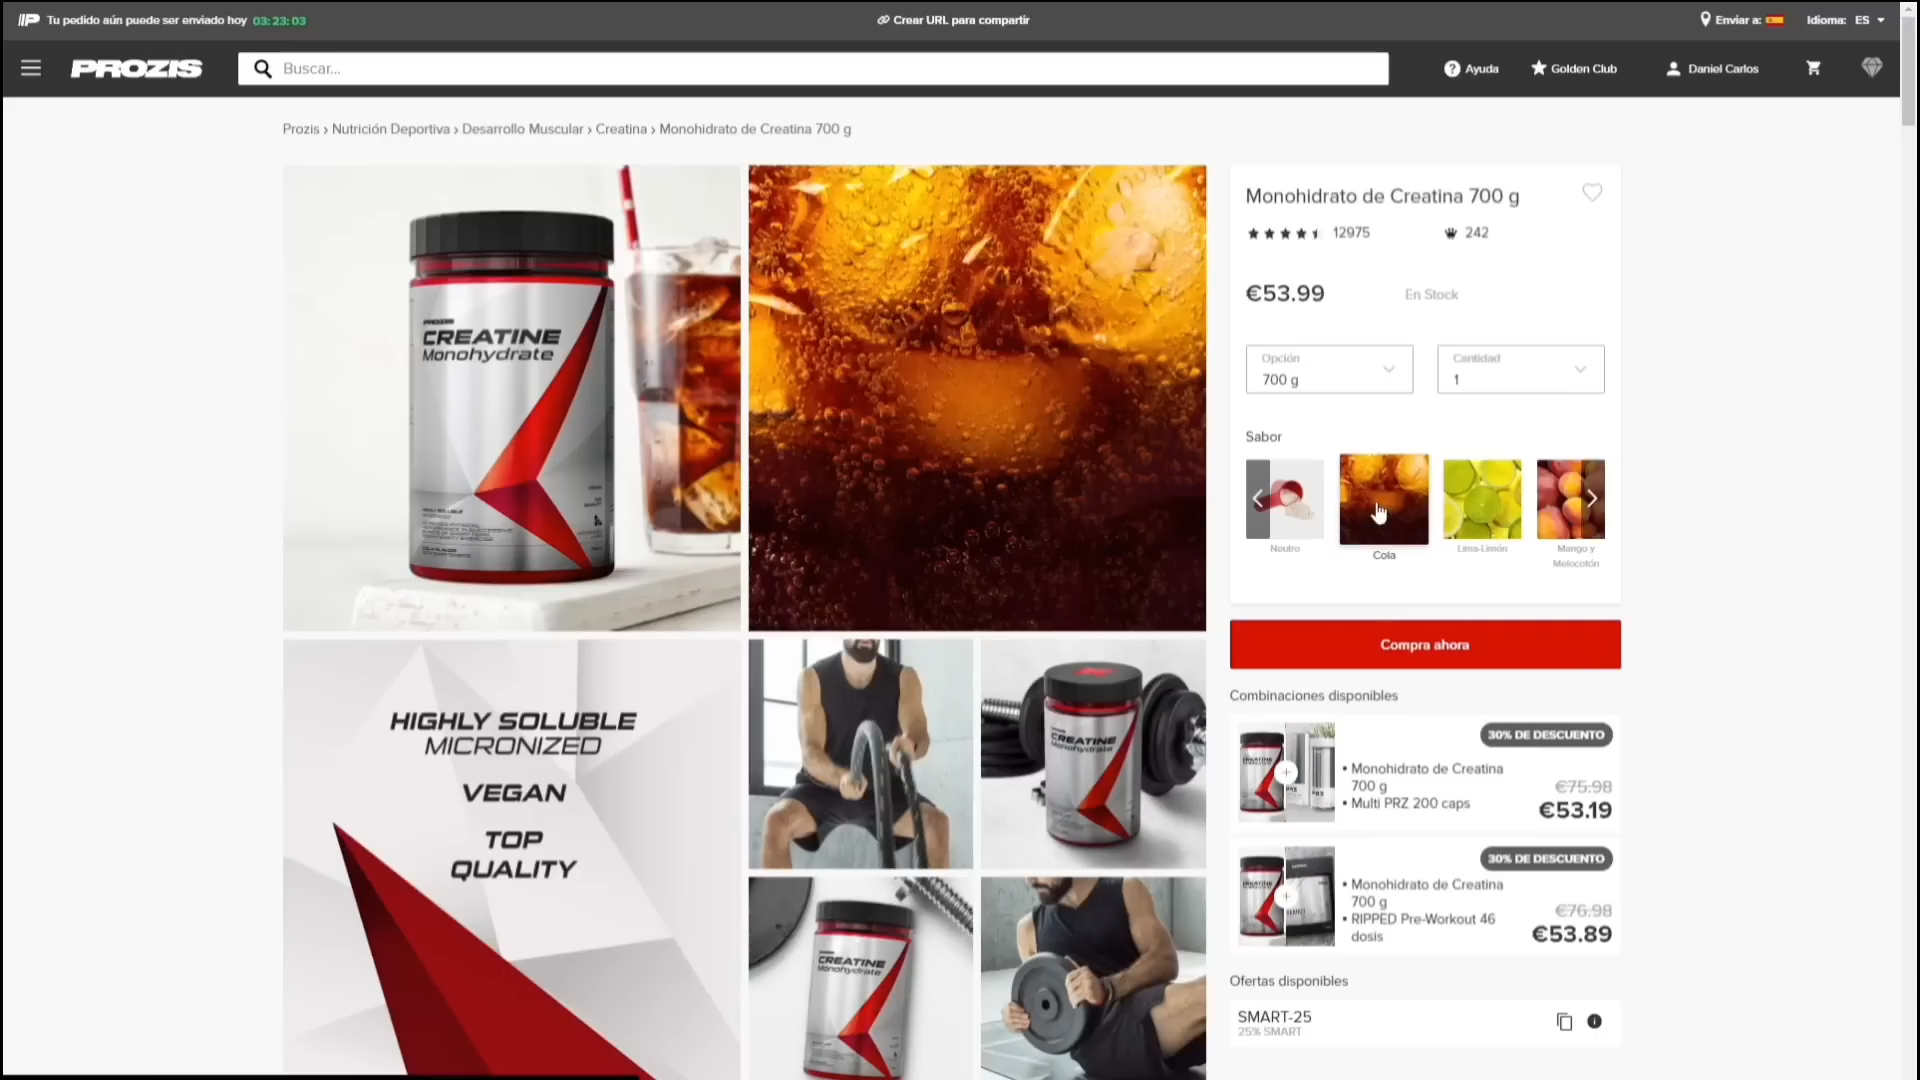 Tu pedido aún puede ser enviado hoy 03: 23: 03
Crear URL para compartir
Enviar a:
Idioma: ES
PROZIS
Buscar...
Ayuda
Golden Club
Daniel Carlos
Prozis › Nutrición Deportiva › Desarrollo Muscular › Creatina › Monohidrato de Creatina 700 g
PROZIS
CREATINE
Monohydrate
Monohidrato de Creatina 700 g
12975
242
€53.99
En Stock
Opción
700 g
Cantidad
1
Sabor
Neutro
Cola
Lima-Limón
Mango y
Melocotón
Compra ahora
HIGHLY SOLUBLE
MICRONIZED
VEGAN
TOP
QUALITY
CREATINE
Monohydrate
CREATINE
Monohydrate
Combinaciones disponibles
30% DE DESCUENTO
• Monohidrato de Creatina
700 g
• Multi PRZ 200 caps
€75.98
€53.19
30% DE DESCUENTO
• Monohidrato de Creatina
700 g
• RIPPED Pre-Workout 46
dosis
€76.98
€53.89
Ofertas disponibles
SMART-25
25% SMART